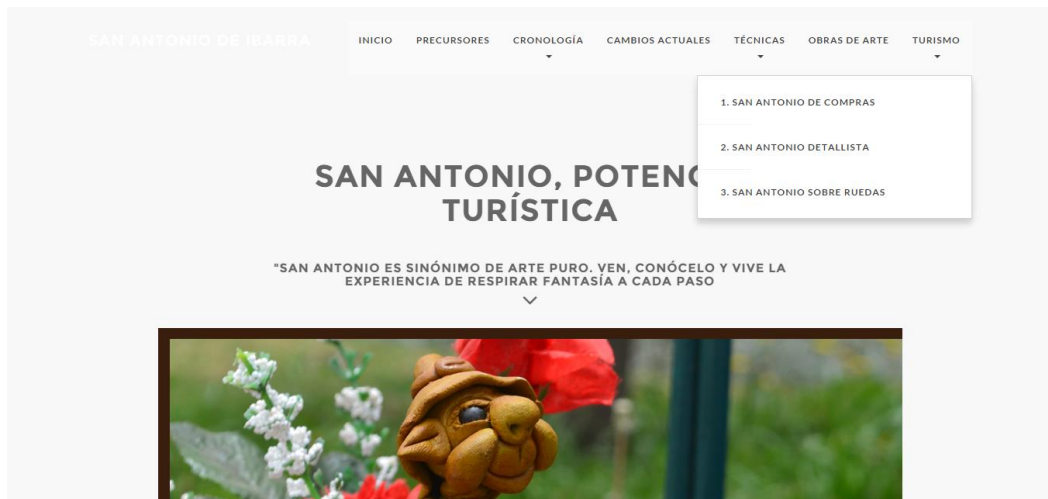 SAN ANTONIO DE IBARRA
INICIO PRECURSORES CRONOLOGÍA CAMBIOS ACTUALES TÉCNICAS OBRAS DE ARTE TURISMO
1. SAN ANTONIO DE COMPRAS
2. SAN ANTONIO DETALLISTA
3. SAN ANTONIO SOBRE RUEDAS
SAN ANTONIO, POTENC
TURÍSTICA
"SAN ANTONIO ES SINÓNIMO DE ARTE PURO. VEN, CONÓCELO Y VIVE LA
EXPERIENCIA DE RESPIRAR FANTASÍA A CADA PASO